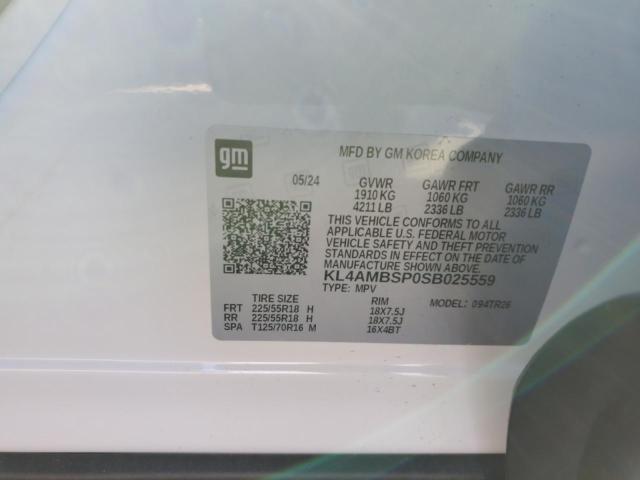 gm
MFD BY GM KOREA COMPANY
05/24 GVWR GAWR FRT GAWR RR
1910 KG 1060 KG 1060 KG
4211 LB 2336 LB 2336 LB
THIS VEHICLE CONFORMS TO ALL
APPLICABLE U.S. FEDERAL MOTOR
VEHICLE SAFETY AND THEFT PREVENTION
STANDARDS IN EFFECT ON THE DATE OF
MANUFACTURE SHOWN ABOVE.
KL4AMBSP0SB025559
TYPE: MPV MODEL: 094TR26
TIRE SIZE RIM
FRT 225/55R18 H 18X7.5J
RR 225/55R18 H 18X7.5J
SPA T125/70R16 M 16X4BT